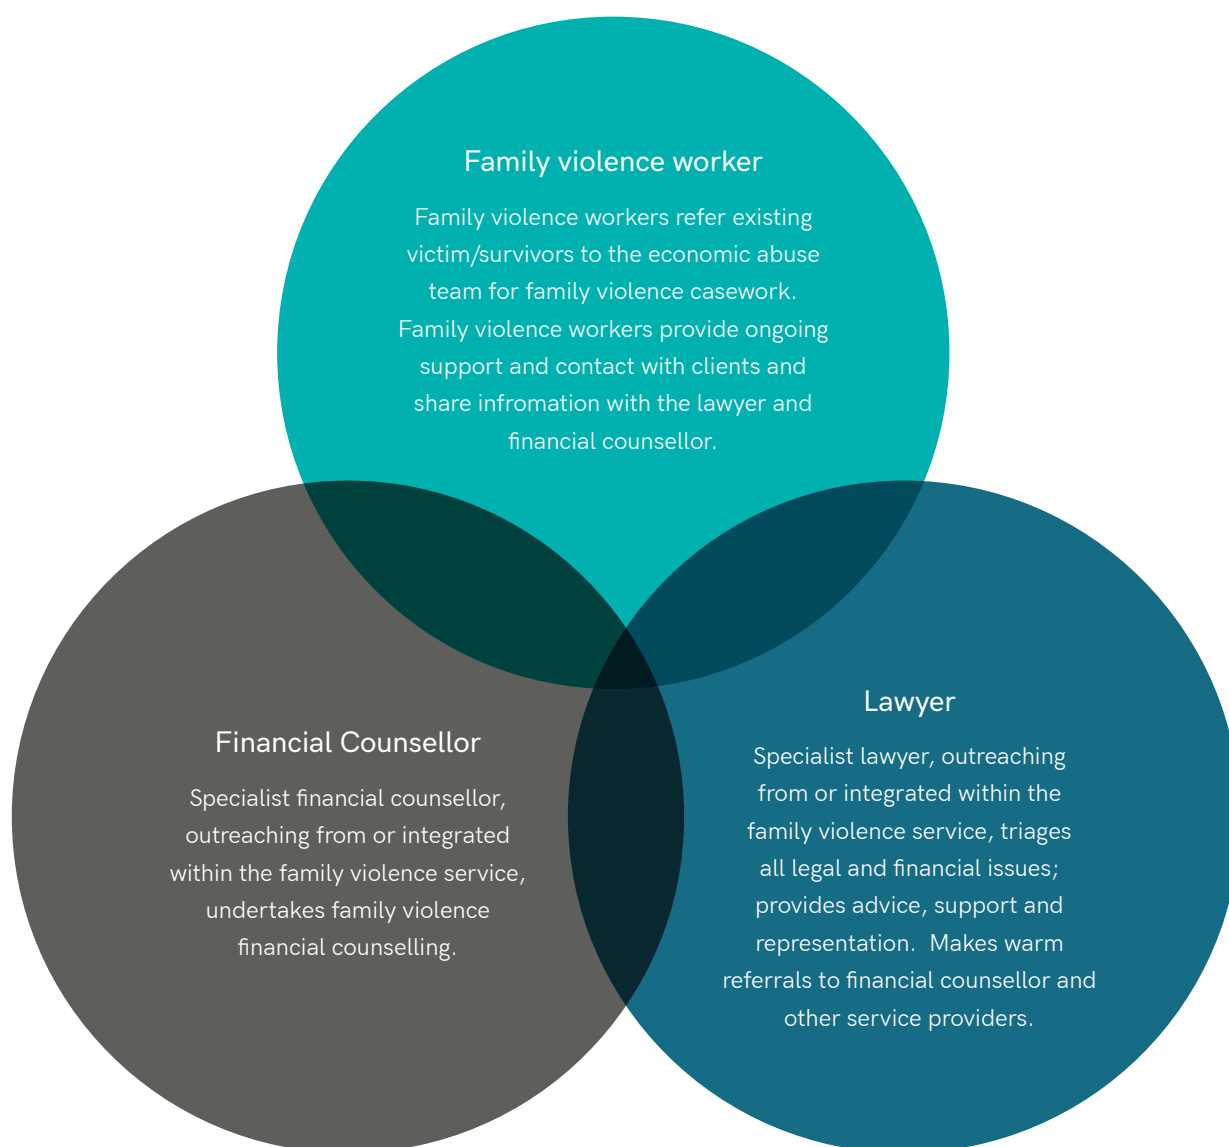 Family violence worker
Family violence workers refer existing
victim/survivors to the economic abuse
team for family violence casework.
Family violence workers provide ongoing
support and contact with clients and
share infromation with the lawyer and
financial counsellor.
Financial Counsellor
Specialist financial counsellor,
outreaching from or integrated
within the family violence service,
undertakes family violence
financial counselling.
Lawyer
Specialist lawyer, outreaching
from or integrated within the
family violence service, triages
all legal and financial issues;
provides advice, support and
representation.  Makes warm
referrals to financial counsellor and
other service providers.